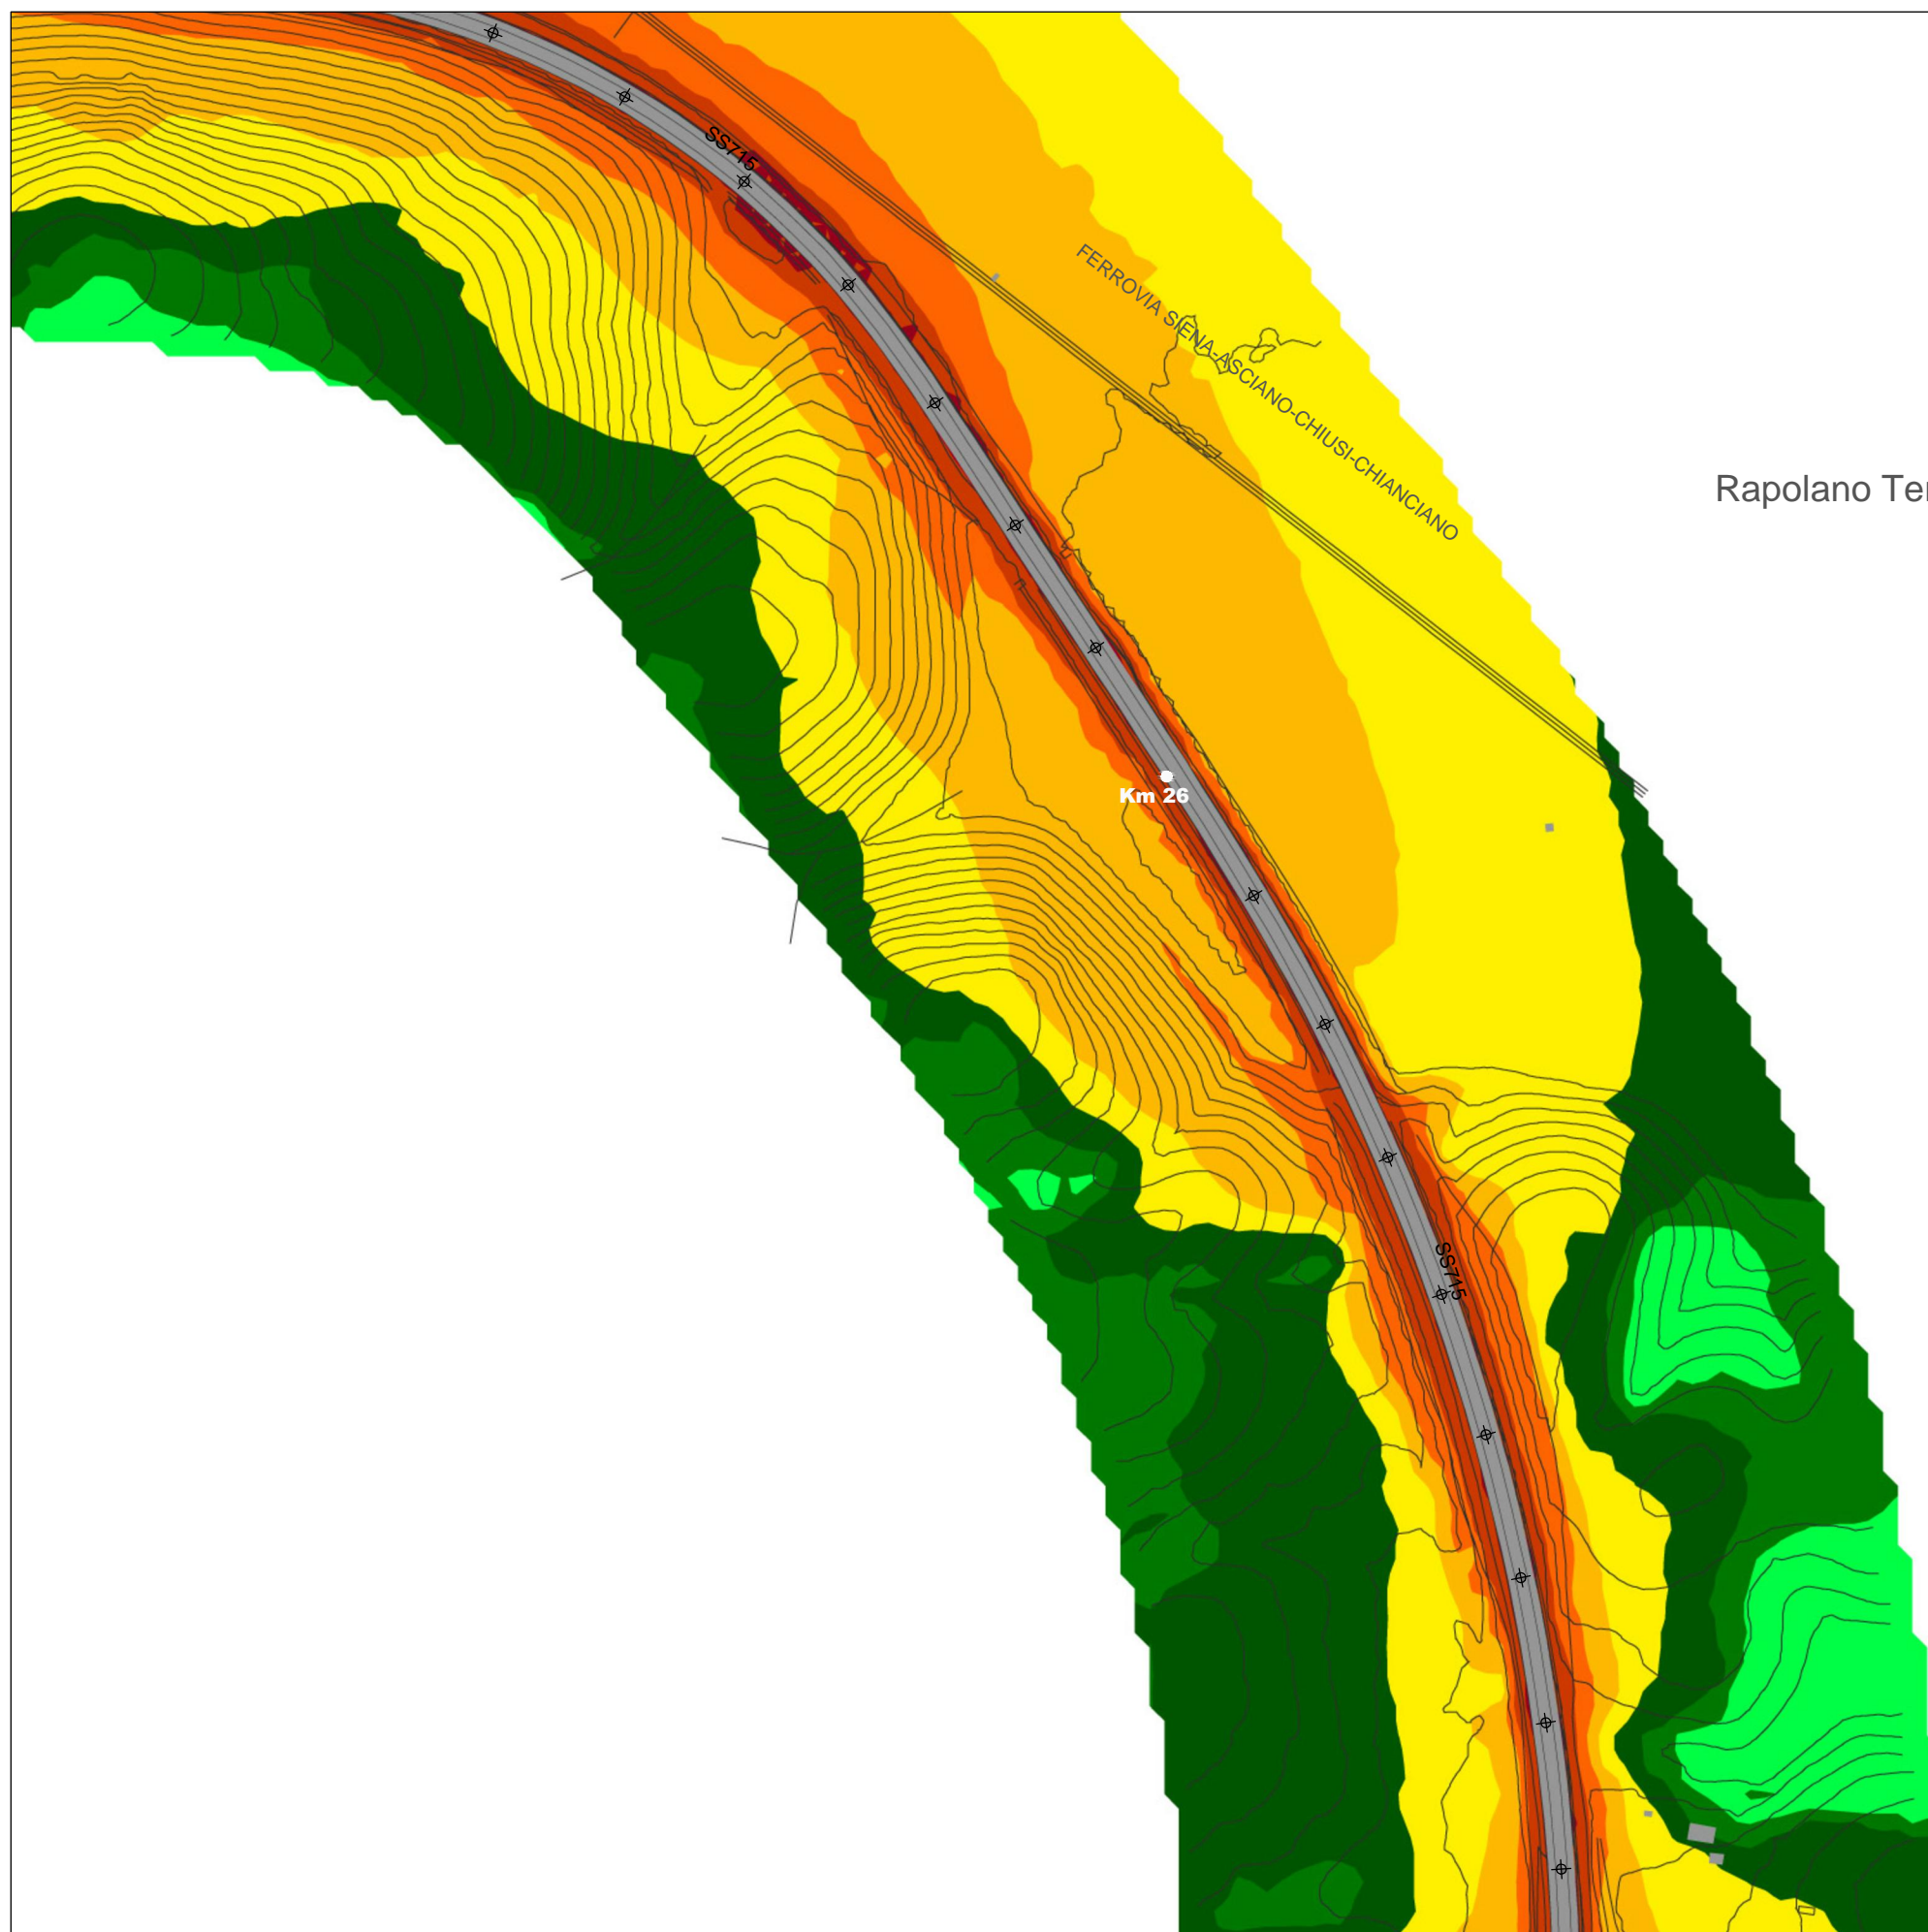 SS715
FERROVIA SIENA-ASCIANO-CHIUSI-CHIANCIANO
Rapolano Ter
Km 26
SS715